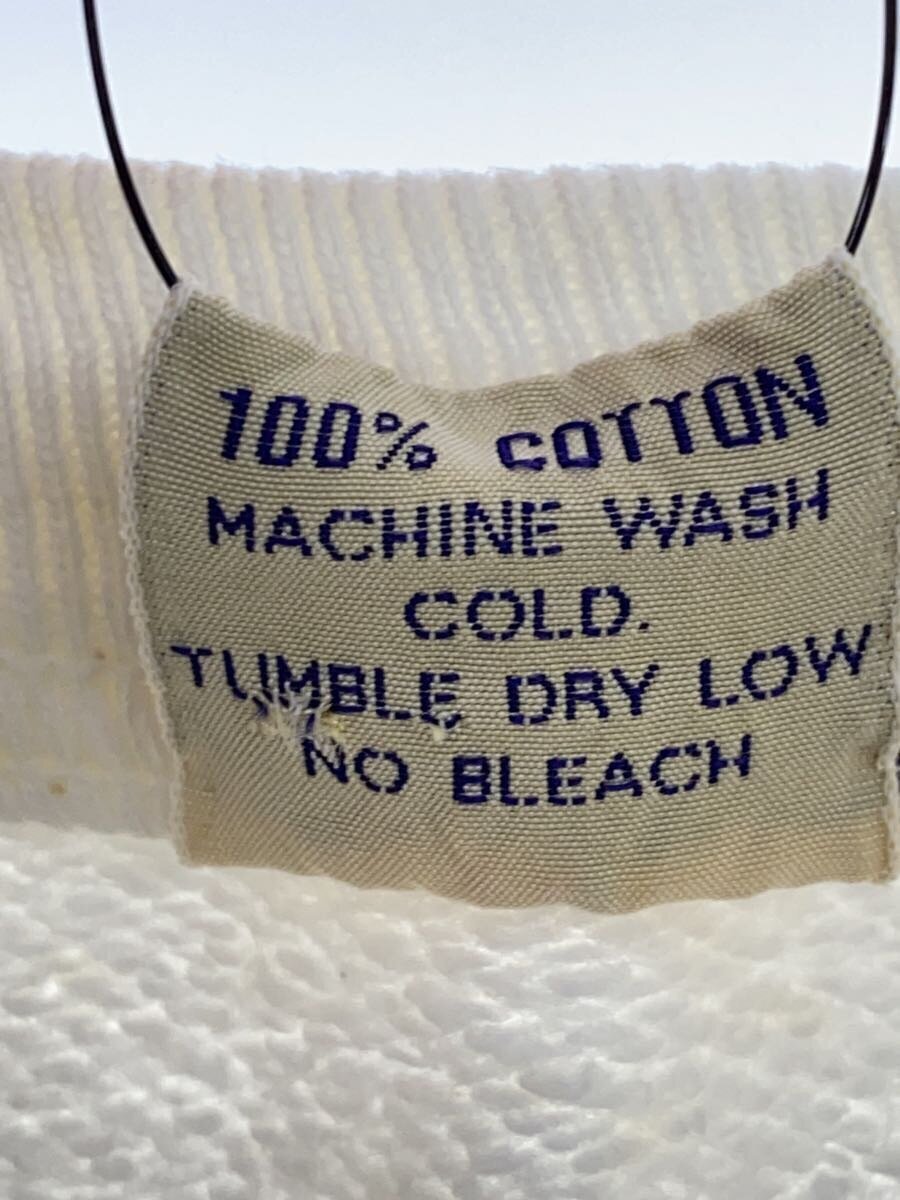 100% COTTON
MACHINE WASH
COLD.
TUMBLE DRY LOW
NO BLEACH